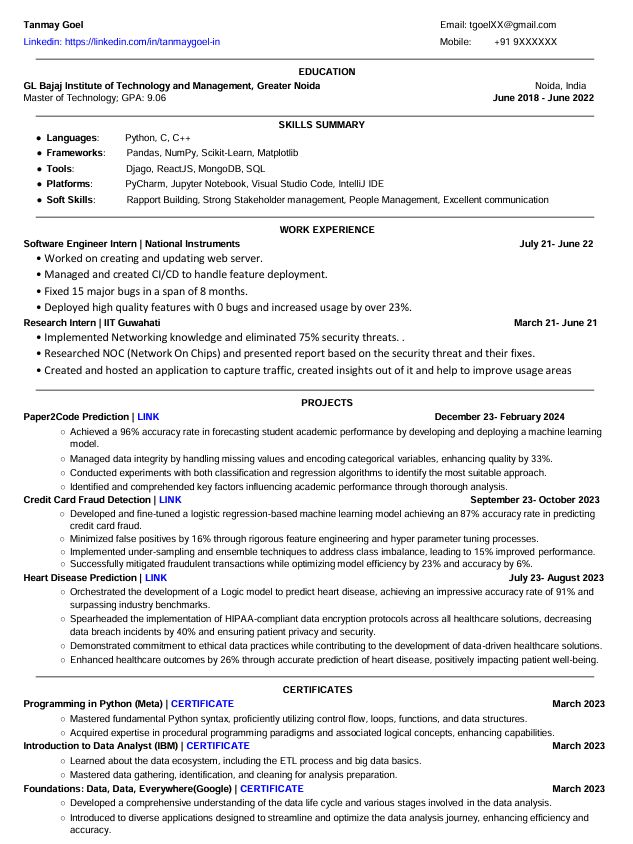 Tanmay Goel Email: tgoelXX@gmail.com
Linkedin: https://linkedin.com/in/tanmaygoel-in Mobile: +91 9XXXXXX
EDUCATION
GL Bajaj Institute of Technology and Management, Greater Noida Noida, India
Master of Technology; GPA: 9.06 June 2018 - June 2022
SKILLS SUMMARY
● Languages: Python, C, C++
● Frameworks: Pandas, NumPy, Scikit-Learn, Matplotlib
● Tools: Djago, ReactJS, MongoDB, SQL
● Platforms: PyCharm, Jupyter Notebook, Visual Studio Code, IntelliJ IDE
● Soft Skills: Rapport Building, Strong Stakeholder management, People Management, Excellent communication
WORK EXPERIENCE
Software Engineer Intern | National Instruments July 21- June 22
• Worked on creating and updating web server.
• Managed and created CI/CD to handle feature deployment.
• Fixed 15 major bugs in a span of 8 months.
• Deployed high quality features with 0 bugs and increased usage by over 23%.
Research Intern | IIT Guwahati March 21- June 21
• Implemented Networking knowledge and eliminated 75% security threats. .
• Researched NOC (Network On Chips) and presented report based on the security threat and their fixes.
• Created and hosted an application to capture traffic, created insights out of it and help to improve usage areas
PROJECTS
Paper2Code Prediction | LINK December 23- February 2024
○ Achieved a 96% accuracy rate in forecasting student academic performance by developing and deploying a machine learning
model.
○ Managed data integrity by handling missing values and encoding categorical variables, enhancing quality by 33%.
○ Conducted experiments with both classification and regression algorithms to identify the most suitable approach.
○ Identified and comprehended key factors influencing academic performance through thorough analysis.
Credit Card Fraud Detection | LINK September 23- October 2023
○ Developed and fine-tuned a logistic regression-based machine learning model achieving an 87% accuracy rate in predicting
credit card fraud.
○ Minimized false positives by 16% through rigorous feature engineering and hyper parameter tuning processes.
○ Implemented under-sampling and ensemble techniques to address class imbalance, leading to 15% improved performance.
○ Successfully mitigated fraudulent transactions while optimizing model efficiency by 23% and accuracy by 6%.
Heart Disease Prediction | LINK July 23- August 2023
○ Orchestrated the development of a Logic model to predict heart disease, achieving an impressive accuracy rate of 91% and
surpassing industry benchmarks.
○ Spearheaded the implementation of HIPAA-compliant data encryption protocols across all healthcare solutions, decreasing
data breach incidents by 40% and ensuring patient privacy and security.
○ Demonstrated commitment to ethical data practices while contributing to the development of data-driven healthcare solutions.
○ Enhanced healthcare outcomes by 26% through accurate prediction of heart disease, positively impacting patient well-being.
CERTIFICATES
Programming in Python (Meta) | CERTIFICATE March 2023
○ Mastered fundamental Python syntax, proficiently utilizing control flow, loops, functions, and data structures.
○ Acquired expertise in procedural programming paradigms and associated logical concepts, enhancing capabilities.
Introduction to Data Analyst (IBM) | CERTIFICATE March 2023
○ Learned about the data ecosystem, including the ETL process and big data basics.
○ Mastered data gathering, identification, and cleaning for analysis preparation.
Foundations: Data, Data, Everywhere(Google) | CERTIFICATE March 2023
○ Developed a comprehensive understanding of the data life cycle and various stages involved in the data analysis.
○ Introduced to diverse applications designed to streamline and optimize the data analysis journey, enhancing efficiency and
accuracy.